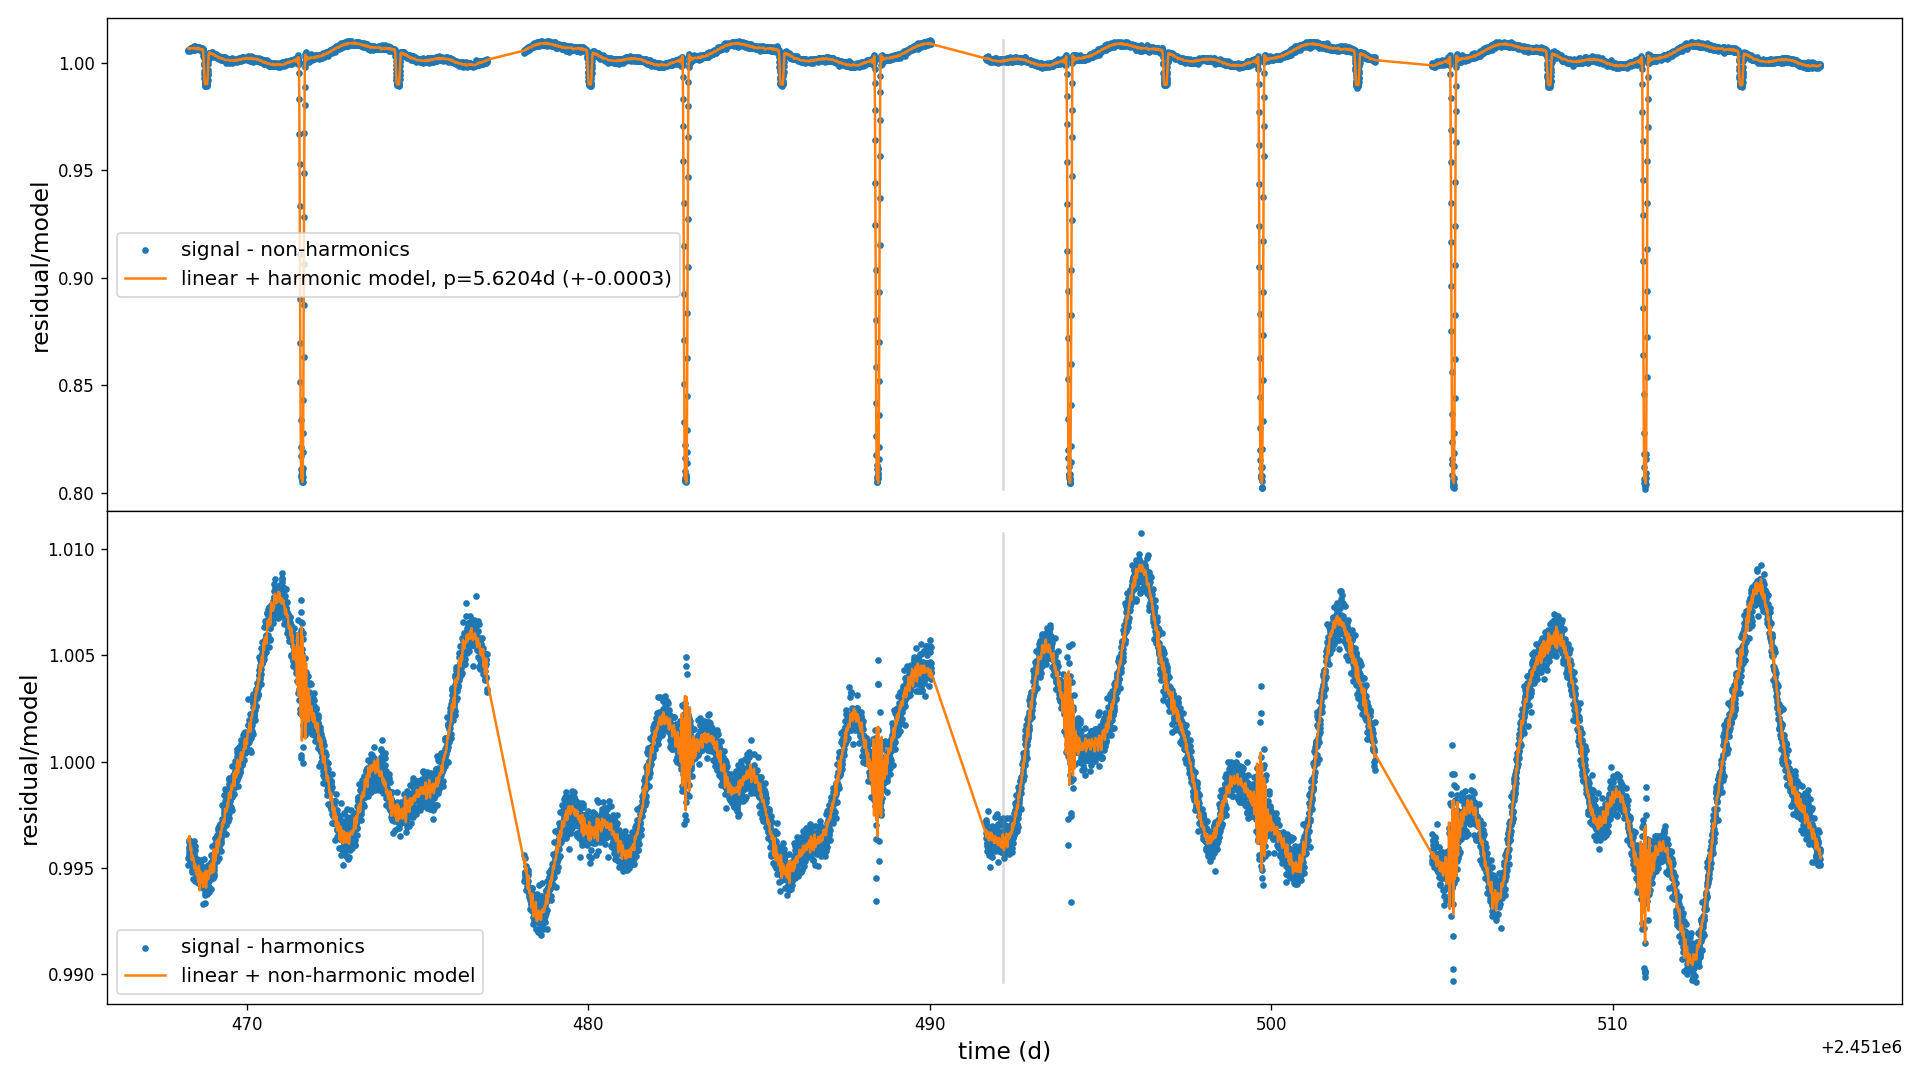 1.00
0.95
0.90
0.85
0.80
residual/model
signal - non-harmonics
linear + harmonic model, p=5.6204d (+-0.0003)
1.010
1.005
1.000
0.995
0.990
residual/model
signal - harmonics
linear + non-harmonic model
470 480 490 500 510
time (d)
+2.451e6